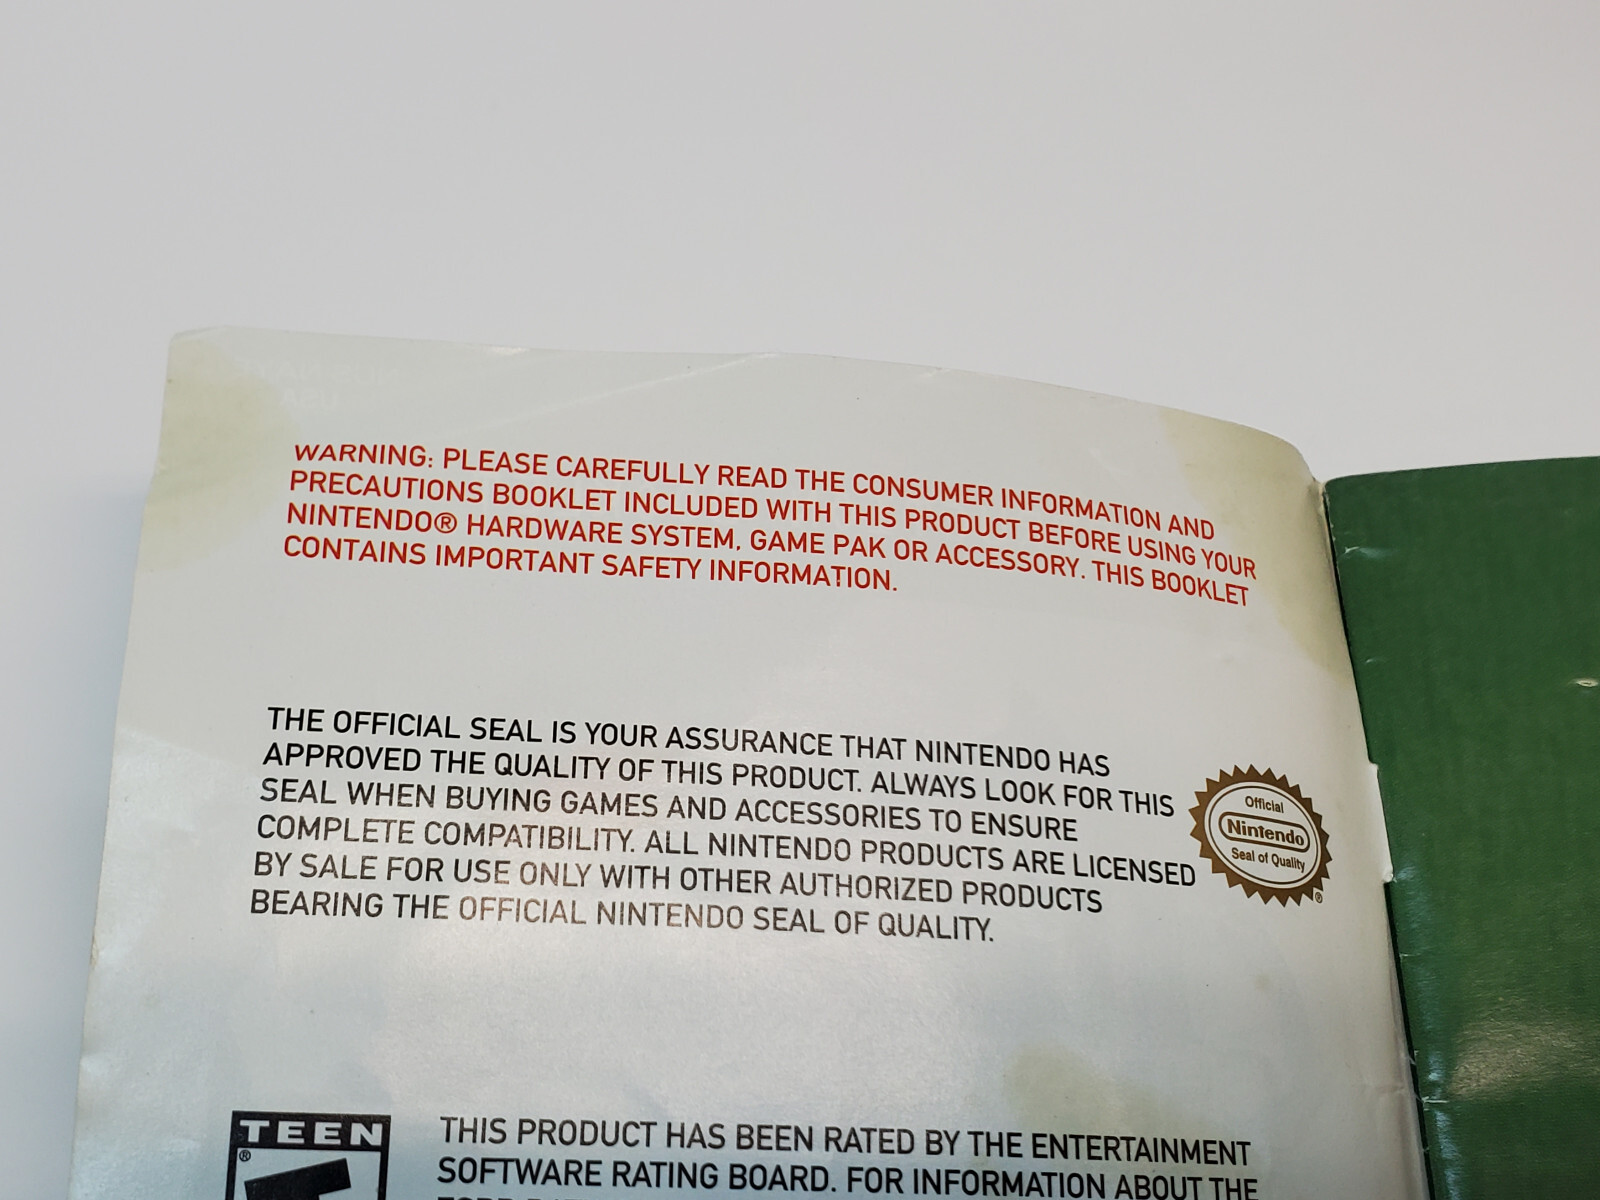 WARNING: PLEASE CAREFULLY READ THE CONSUMER INFORMATION AND
PRECAUTIONS BOOKLET INCLUDED WITH THIS PRODUCT BEFORE USING YOUR
NINTENDO® HARDWARE SYSTEM, GAME PAK OR ACCESSORY. THIS BOOKLET
CONTAINS IMPORTANT SAFETY INFORMATION.
THE OFFICIAL SEAL IS YOUR ASSURANCE THAT NINTENDO HAS
APPROVED THE QUALITY OF THIS PRODUCT. ALWAYS LOOK FOR THIS
SEAL WHEN BUYING GAMES AND ACCESSORIES TO ENSURE
COMPLETE COMPATIBILITY. ALL NINTENDO PRODUCTS ARE LICENSED
BY SALE FOR USE ONLY WITH OTHER AUTHORIZED PRODUCTS
BEARING THE OFFICIAL NINTENDO SEAL OF QUALITY.
Official
Nintendo
Seal of Quality
®
TEEN
®
THIS PRODUCT HAS BEEN RATED BY THE ENTERTAINMENT
SOFTWARE RATING BOARD. FOR INFORMATION ABOUT THE